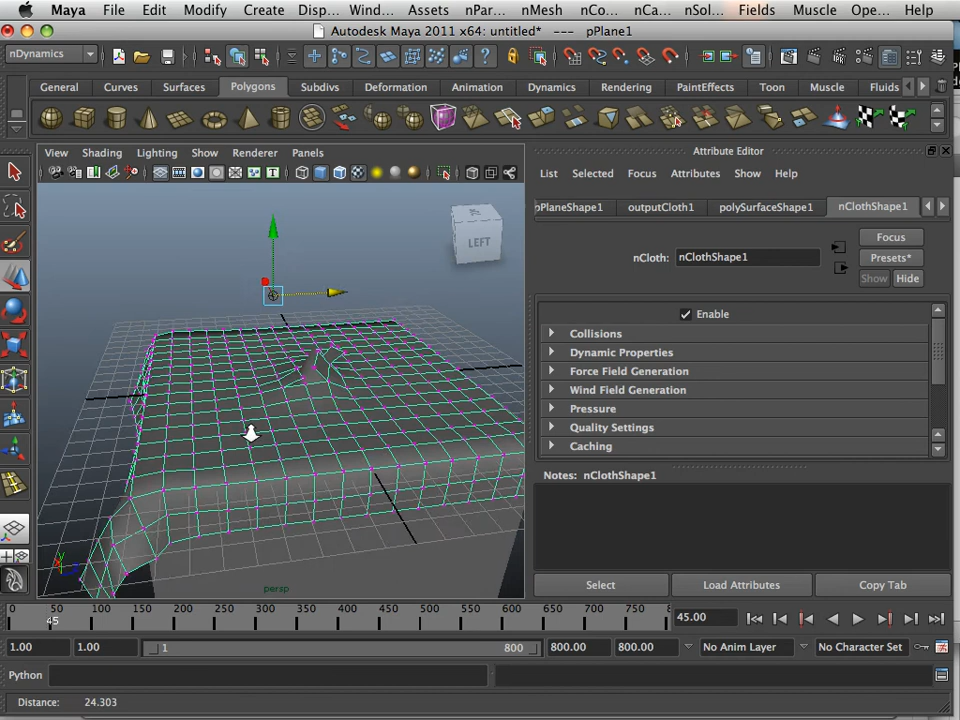 Maya File Edit Modify Create Disp... Wind... Assets nPar... nMesh nCo... nCa... nSol... Fields Muscle Ope... Help
Autodesk Maya 2011 x64: untitled* --- pPlane1
nDynamics
General Curves Surfaces Polygons Subdivs Deformation Animation Dynamics Rendering PaintEffects Toon Muscle Fluids
View Shading Lighting Show Renderer Panels
Attribute Editor
List Selected Focus Attributes Show Help
pPlaneShape1 outputCloth1 polySurfaceShape1 nClothShape1
LEFT
nCloth: nClothShape1
Focus
Presets*
Show Hide
Enable
Collisions
Dynamic Properties
Force Field Generation
Wind Field Generation
Pressure
Quality Settings
Caching
Notes: nClothShape1
y
persp
Select Load Attributes Copy Tab
0 50 100 150 200 250 300 350 400 450 500 550 600 650 700 750 8
45
45.00
1.00 1.00 1 800 800.00 800.00 No Anim Layer No Character Set
Python
Distance: 24.303